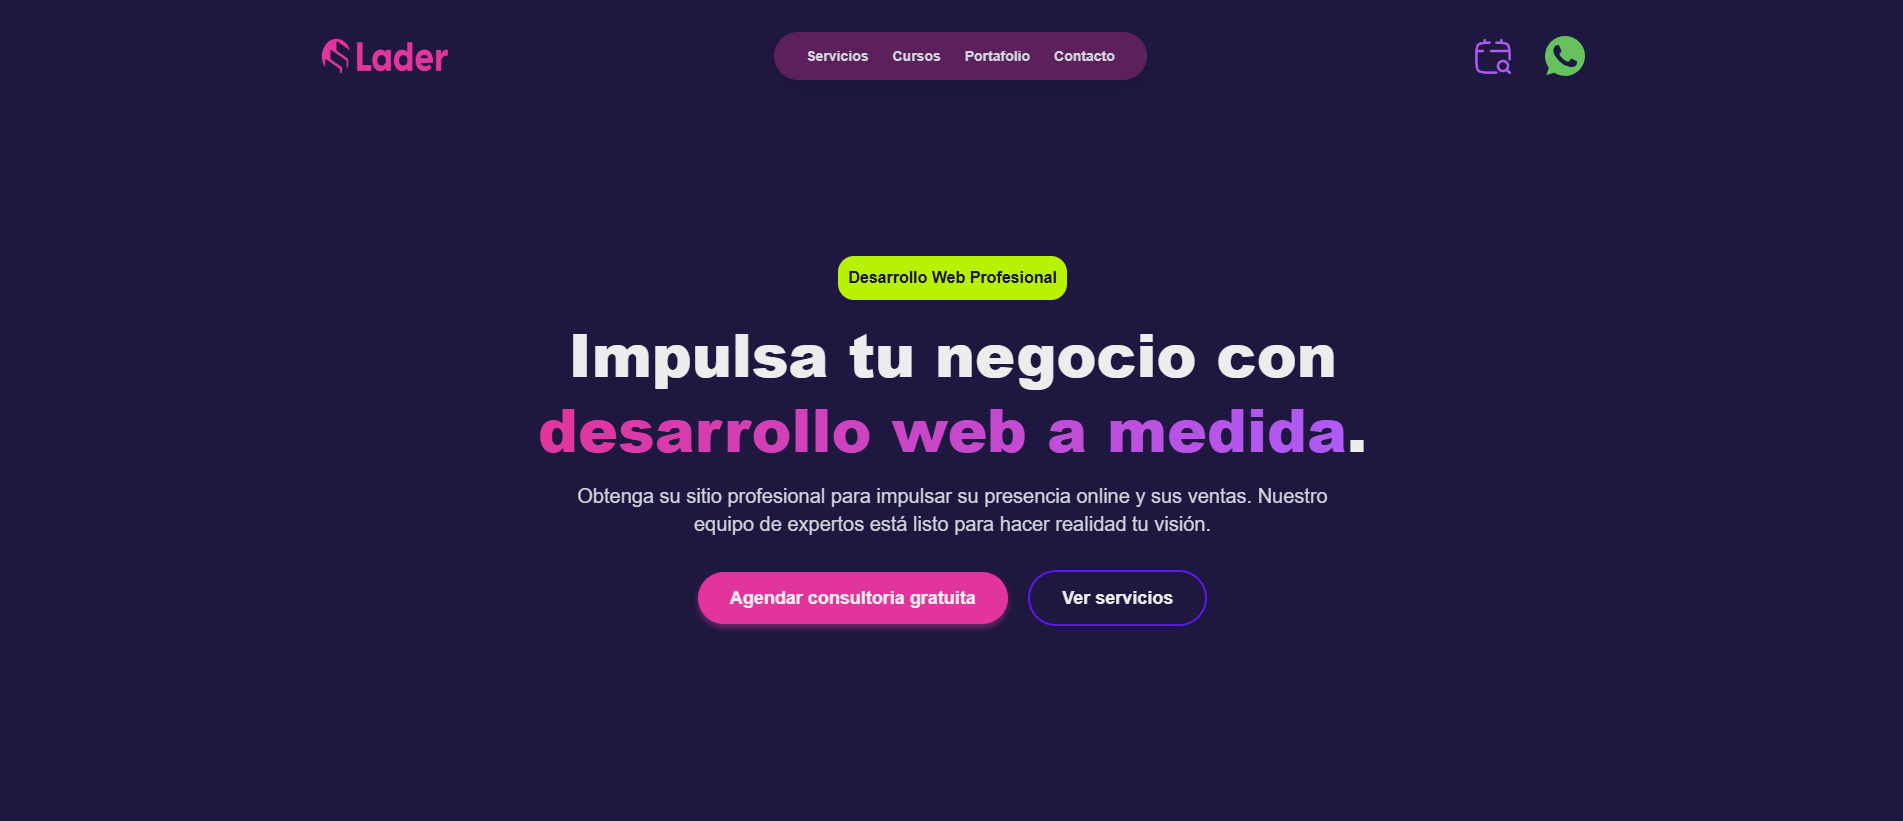 Lader
Servicios Cursos Portafolio Contacto
Desarrollo Web Profesional
Impulsa tu negocio con
desarrollo web a medida.
Obtenga su sitio profesional para impulsar su presencia online y sus ventas. Nuestro
equipo de expertos está listo para hacer realidad tu visión.
Agendar consultoria gratuita
Ver servicios